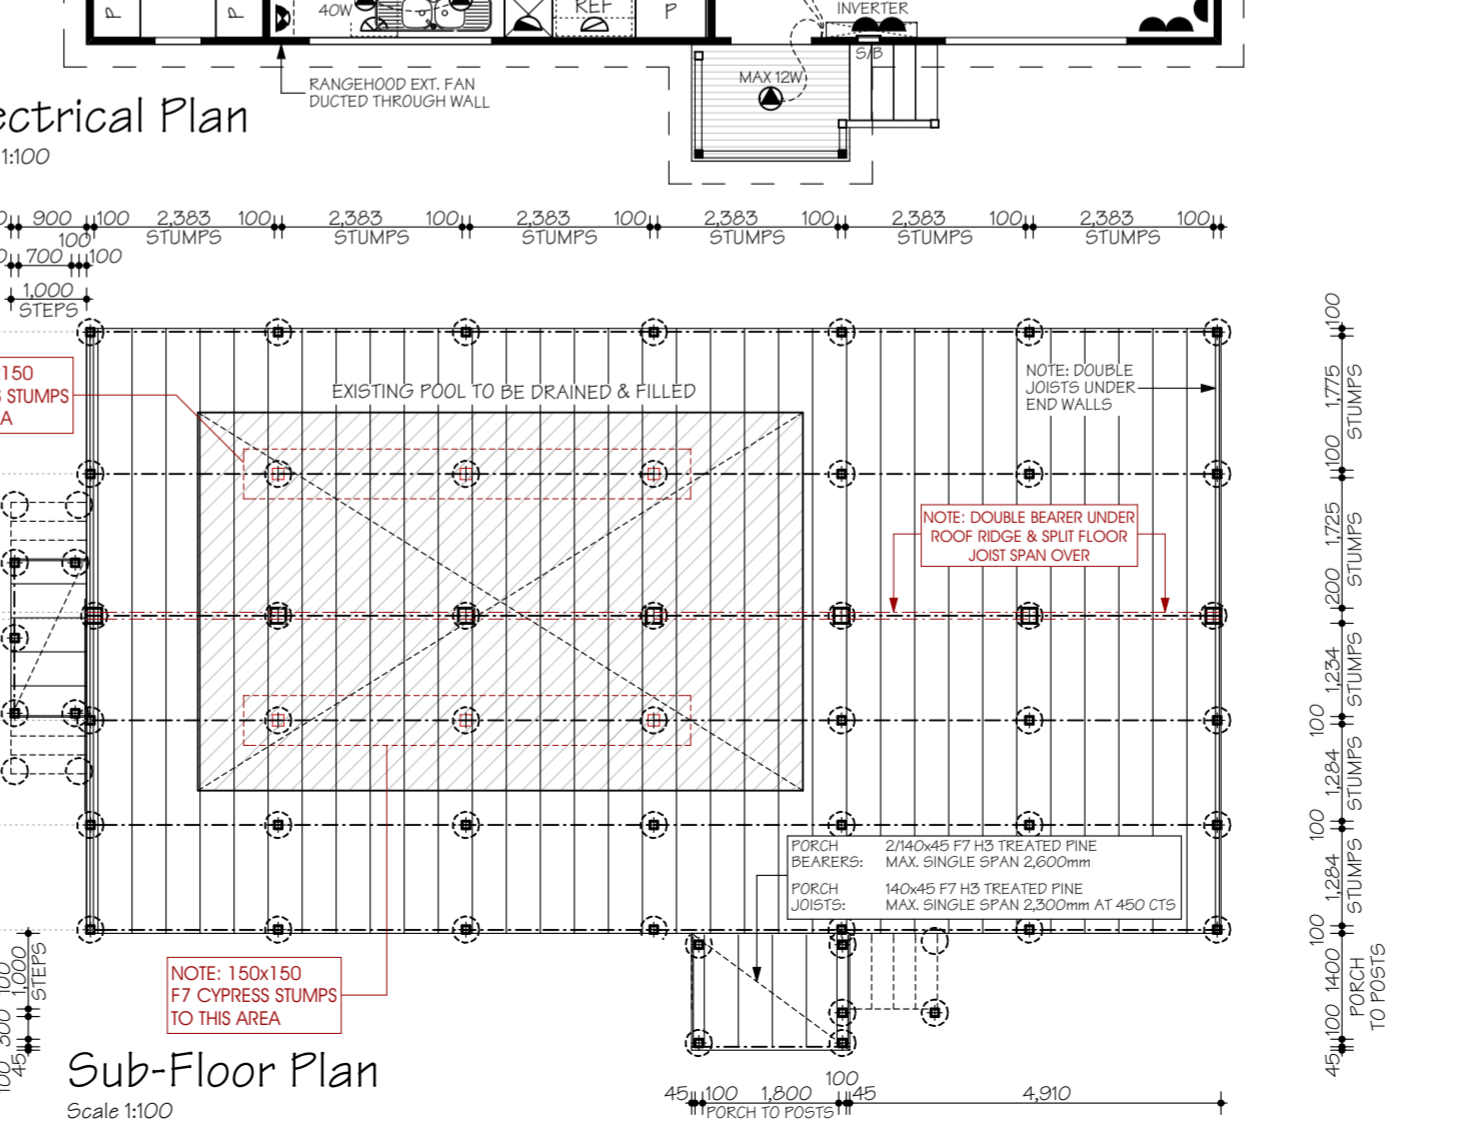 P
P
40W
REF
P
INVERTER
S/B
MAX 12W
RANGEHOOD EXT. FAN
DUCTED THROUGH WALL
ectrical Plan
1:100
0 900 100 2,383 100 2,383 100 2,383 100 2,383 100 2,383 100 2,383 100
STUMPS STUMPS STUMPS STUMPS STUMPS STUMPS
100
0 700 100
1,000
STEPS
150
STUMPS
A
EXISTING POOL TO BE DRAINED & FILLED
NOTE: DOUBLE
JOISTS UNDER
END WALLS
NOTE: DOUBLE BEARER UNDER
ROOF RIDGE & SPLIT FLOOR
JOIST SPAN OVER
100
1,775
STUMPS
100
1,725
STUMPS
200
1,234
STUMPS
100
1,284
STUMPS
100
1,284
STUMPS
100
1400
PORCH
TO POSTS
100
45
PORCH 2/140x45 F7 H3 TREATED PINE
BEARERS: MAX. SINGLE SPAN 2,600mm
PORCH 140x45 F7 H3 TREATED PINE
JOISTS: MAX. SINGLE SPAN 2,300mm AT 450 CTS
NOTE: 150x150
F7 CYPRESS STUMPS
TO THIS AREA
1,000
STEPS
100
300
45
100
Sub-Floor Plan
Scale 1:100
100
45 100 1,800 45 4,910
PORCH TO POSTS